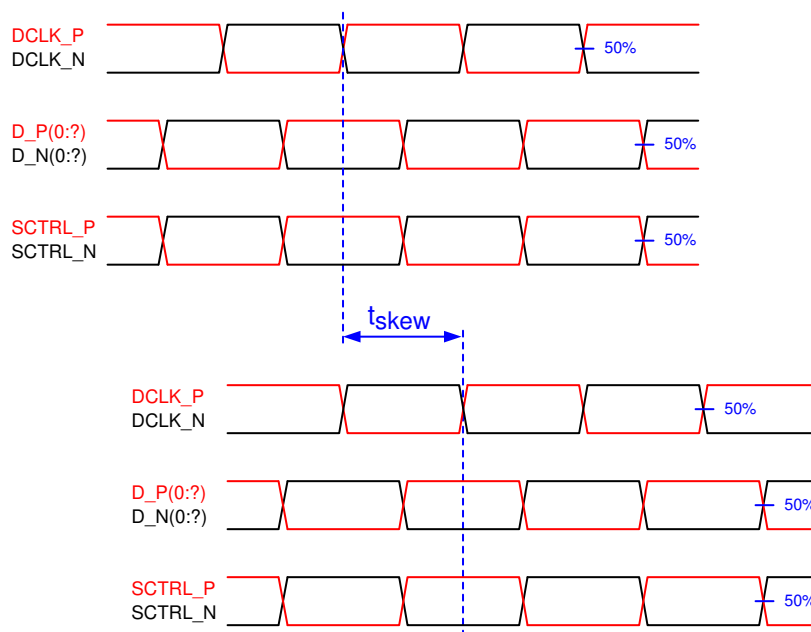 DCLK_P
DCLK_N
50%
D_P(0:?)
D_N(0:?)
50%
SCTRL_P
SCTRL_N
50%
tskew
DCLK_P
DCLK_N
50%
D_P(0:?)
D_N(0:?)
50%
SCTRL_P
SCTRL_N
50%